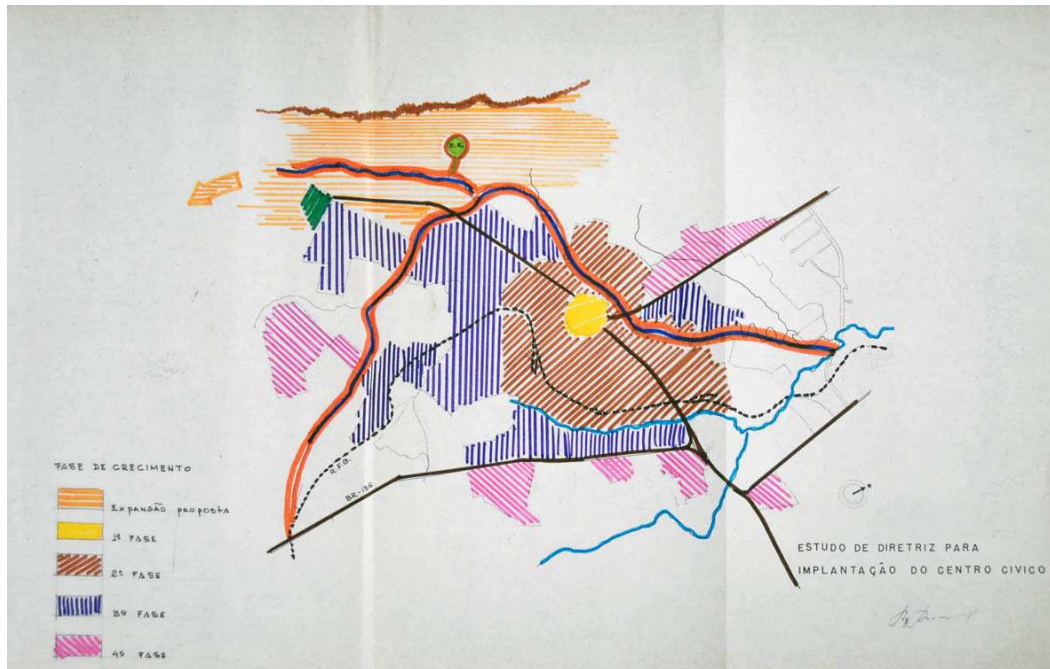 R.F.B.
BR-135
FASE DE CRECIMENTO
EXPANSÃO PROPOSTA
1ª FASE
2ª FASE
3ª FASE
4ª FASE
ESTUDO DE DIRETRIZ PARA
IMPLANTAÇÃO DO CENTRO CIVICO